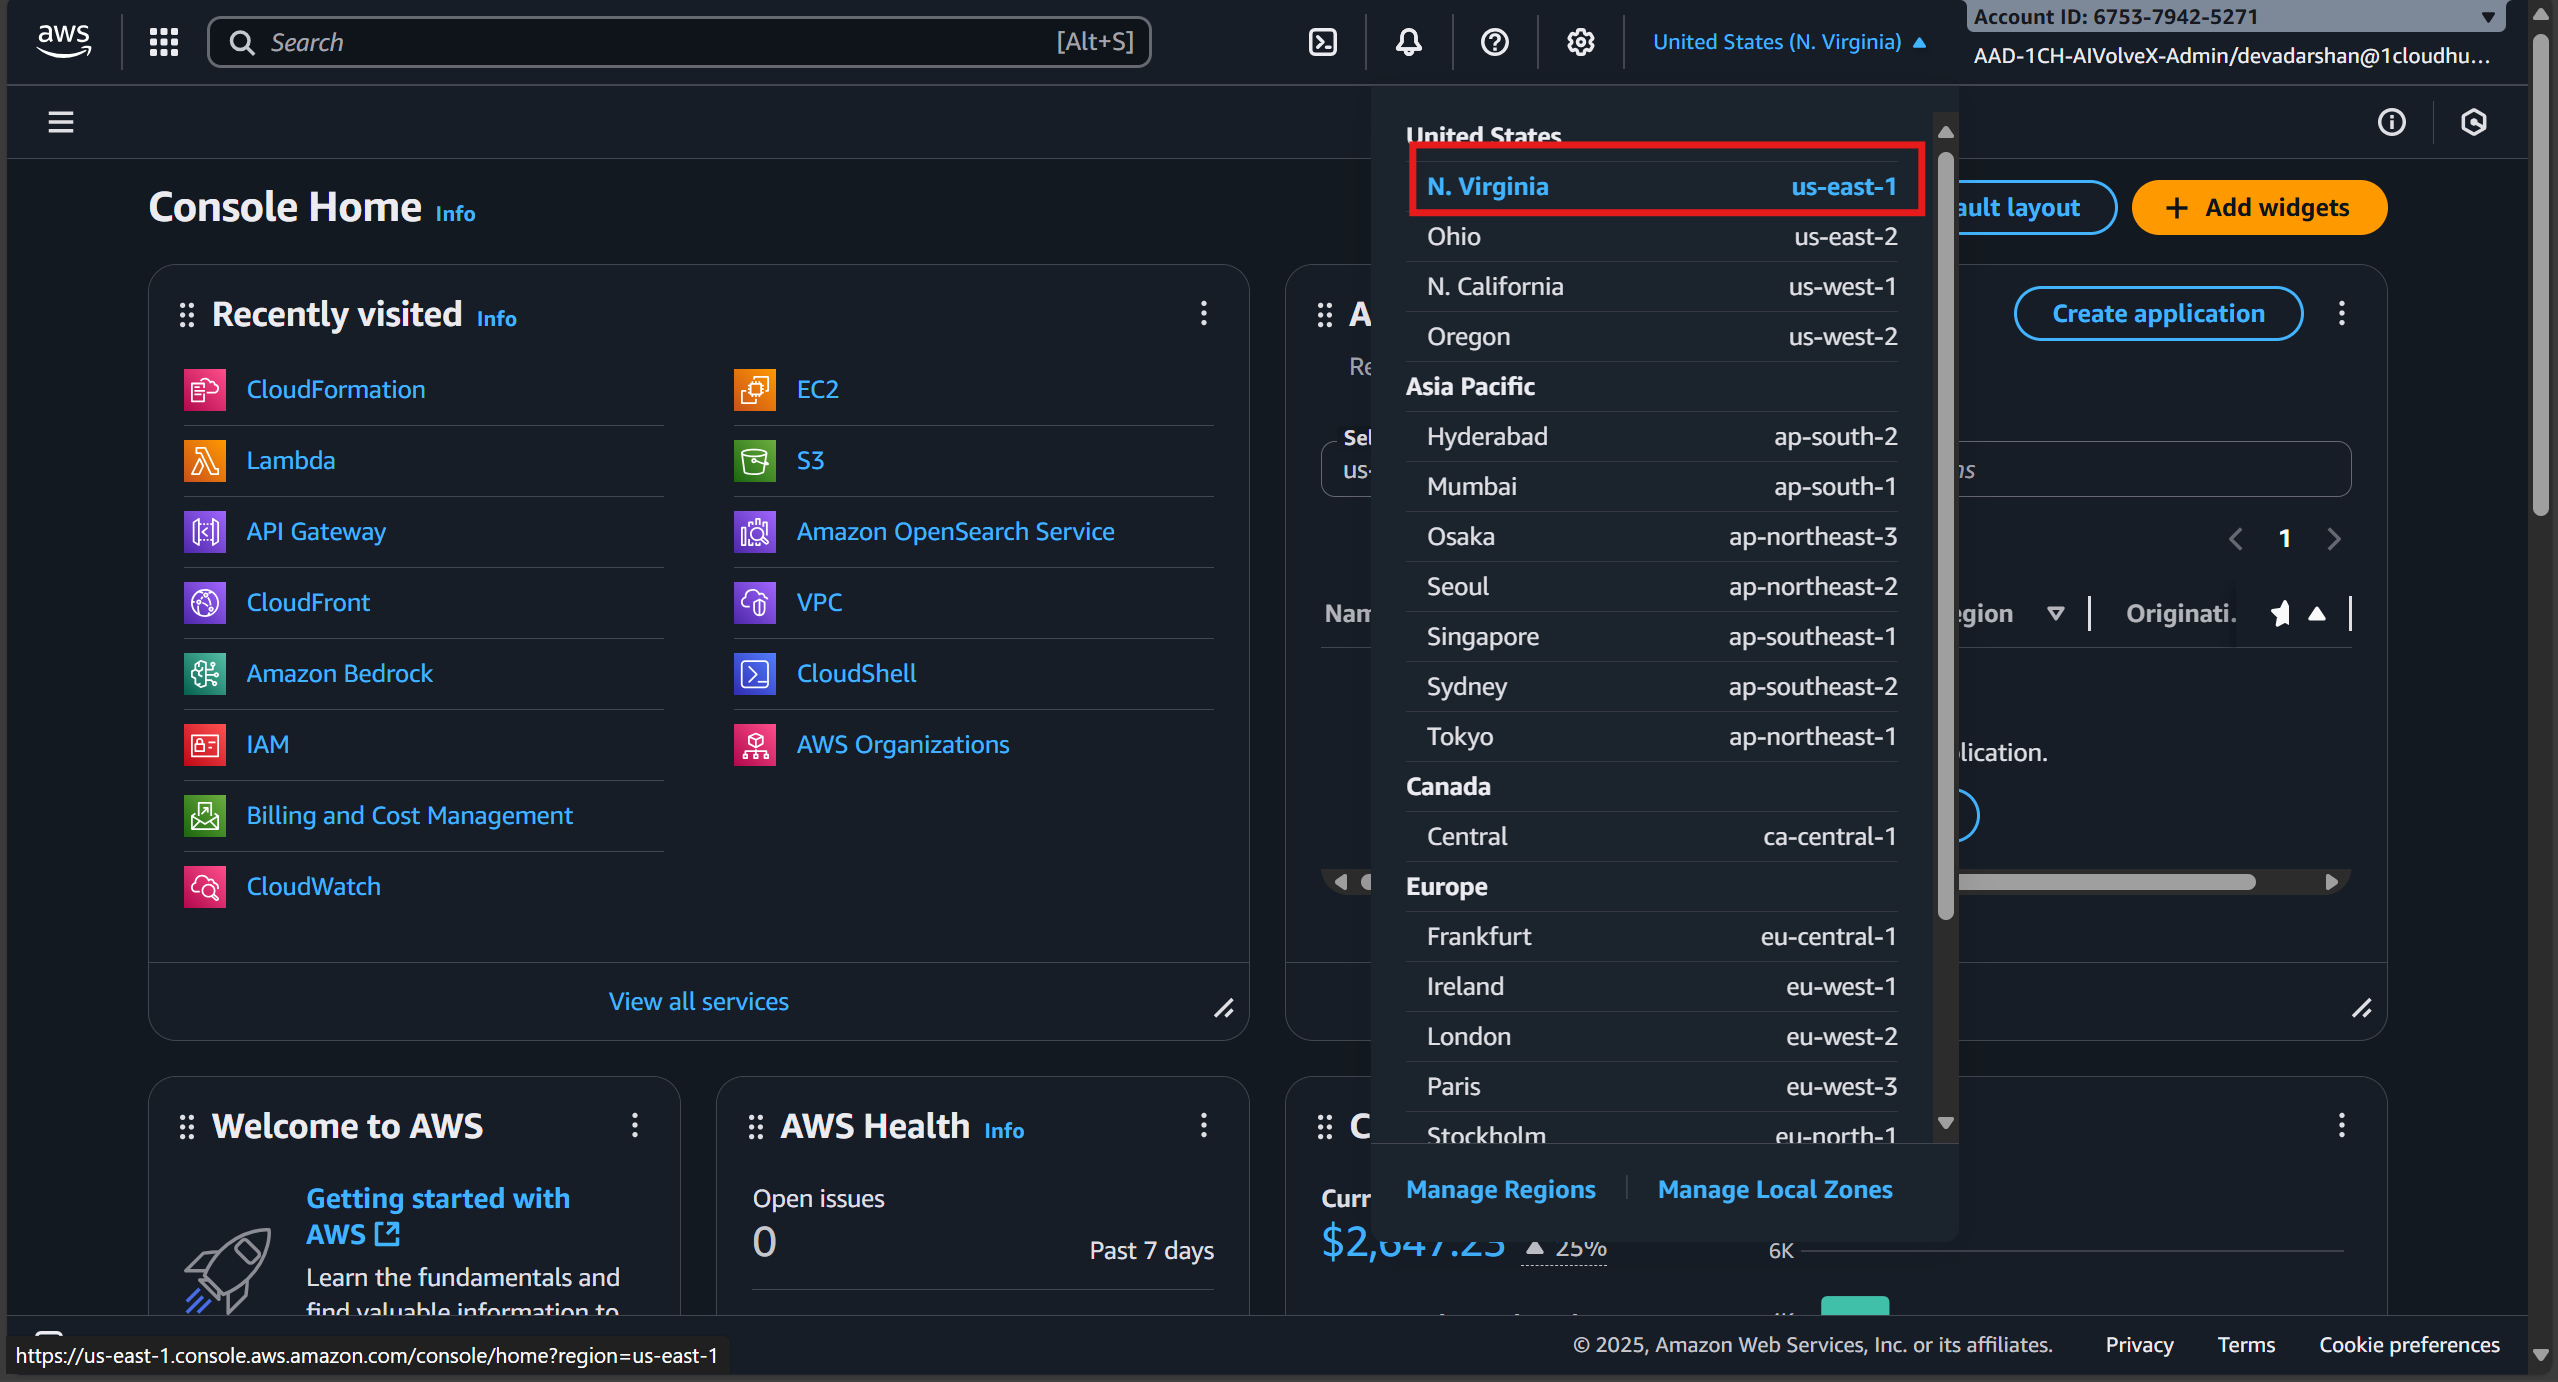 aws
Search
[Alt+S]
United States (N. Virginia)
Account ID: 6753-7942-5271
AAD-1CH-AIVolveX-Admin/devadarshan@1cloudhu...
Console Home Info
ault layout
+ Add widgets
Recently visited Info
CloudFormation
Lambda
API Gateway
CloudFront
Amazon Bedrock
IAM
Billing and Cost Management
CloudWatch
EC2
S3
Amazon OpenSearch Service
VPC
CloudShell
AWS Organizations
View all services
United States
N. Virginia us-east-1
Ohio us-east-2
N. California us-west-1
Oregon us-west-2
Asia Pacific
Hyderabad ap-south-2
Mumbai ap-south-1
Osaka ap-northeast-3
Seoul ap-northeast-2
Singapore ap-southeast-1
Sydney ap-southeast-2
Tokyo ap-northeast-1
Canada
Central ca-central-1
Europe
Frankfurt eu-central-1
Ireland eu-west-1
London eu-west-2
Paris eu-west-3
Stockholm eu-north-1
Manage Regions
Manage Local Zones
A
Create application
Re
Sel
us-
ns
1
Nam
egion
Originati.
lication.
Welcome to AWS
Getting started with
AWS
Learn the fundamentals and
find valuable information to
AWS Health Info
Open issues
0
Past 7 days
C
Curr
$2,647.25
25%
6K
https://us-east-1.console.aws.amazon.com/console/home?region=us-east-1
© 2025, Amazon Web Services, Inc. or its affiliates.
Privacy
Terms
Cookie preferences